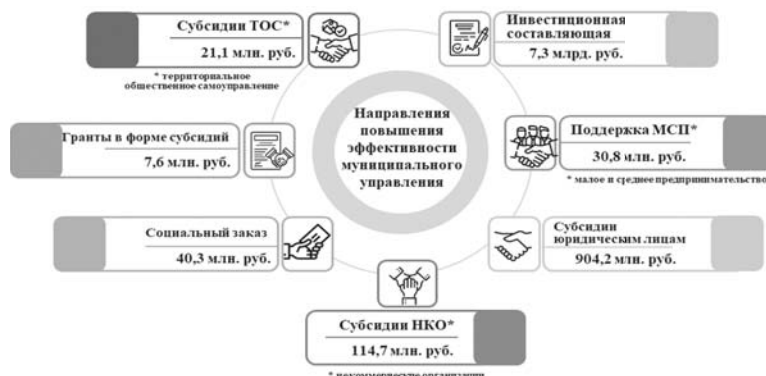 Субсидии ТОС*
21,1 млн. руб.
* территориальное
общественное самоуправление
Инвестиционная
составляющая
7,3 млрд. руб.
Направления
повышения
эффективности
муниципального
управления
Гранты в форме субсидий
7,6 млн. руб.
Поддержка МСП*
30,8 млн. руб.
* малое и среднее предпринимательство
Социальный заказ
40,3 млн. руб.
Субсидии
юридическим лицам
904,2 млн. руб.
Субсидии НКО*
114,7 млн. руб.
* некоммерческие организации